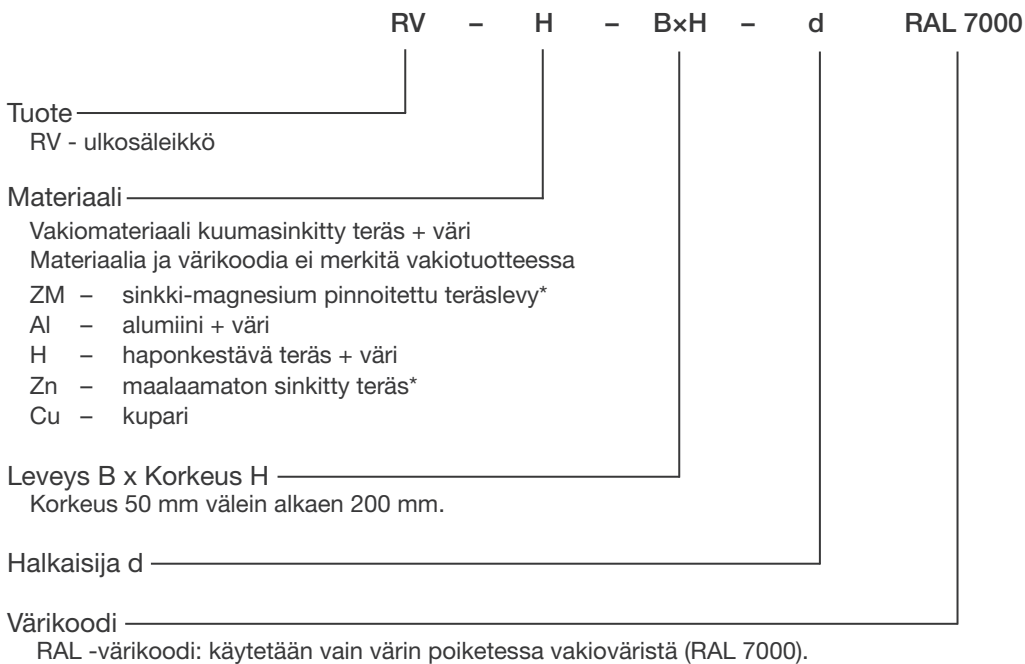 RV – H – B×H – d RAL 7000
Tuote
RV - ulkosäleikkö
Materiaali
Vakiomateriaali kuumasinkitty teräs + väri
Materiaalia ja värikoodia ei merkitä vakiotuotteessa
ZM – sinkki-magnesium pinnoitettu teräslevy*
Al – alumiini + väri
H – haponkestävä teräs + väri
Zn – maalaamaton sinkitty teräs*
Cu – kupari
Leveys B x Korkeus H
Korkeus 50 mm välein alkaen 200 mm.
Halkaisija d
Värikoodi
RAL -värikoodi: käytetään vain värin poiketessa vakioväristä (RAL 7000).